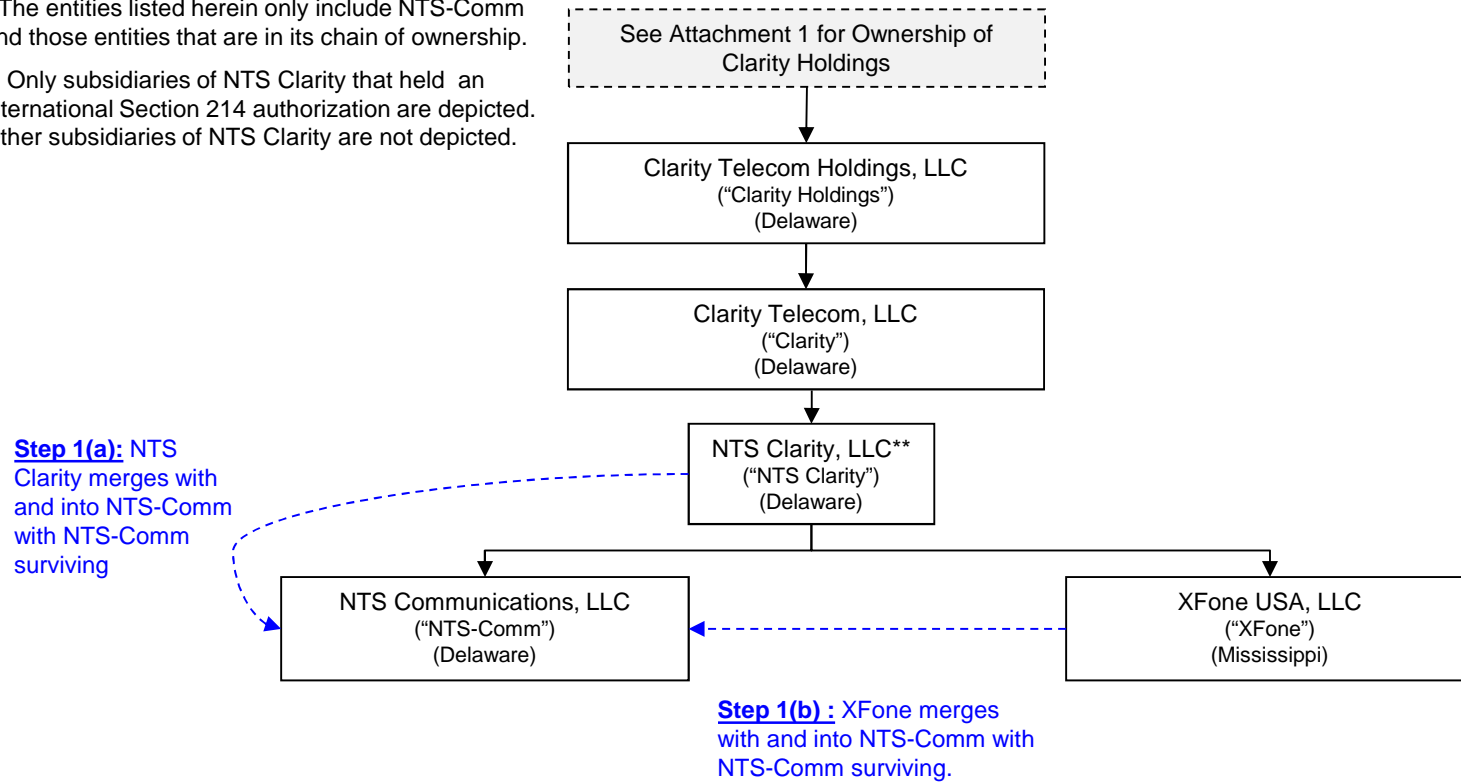 The entities listed herein only include NTS-Comm
nd those entities that are in its chain of ownership.
Only subsidiaries of NTS Clarity that held an
ternational Section 214 authorization are depicted.
ther subsidiaries of NTS Clarity are not depicted.
See Attachment 1 for Ownership of
Clarity Holdings
Clarity Telecom Holdings, LLC
(“Clarity Holdings”)
(Delaware)
Clarity Telecom, LLC
(“Clarity”)
(Delaware)
NTS Clarity, LLC**
(“NTS Clarity”)
(Delaware)
Step 1(a): NTS
Clarity merges with
and into NTS-Comm
with NTS-Comm
surviving
NTS Communications, LLC
(“NTS-Comm”)
(Delaware)
XFone USA, LLC
(“XFone”)
(Mississippi)
Step 1(b) : XFone merges
with and into NTS-Comm with
NTS-Comm surviving.